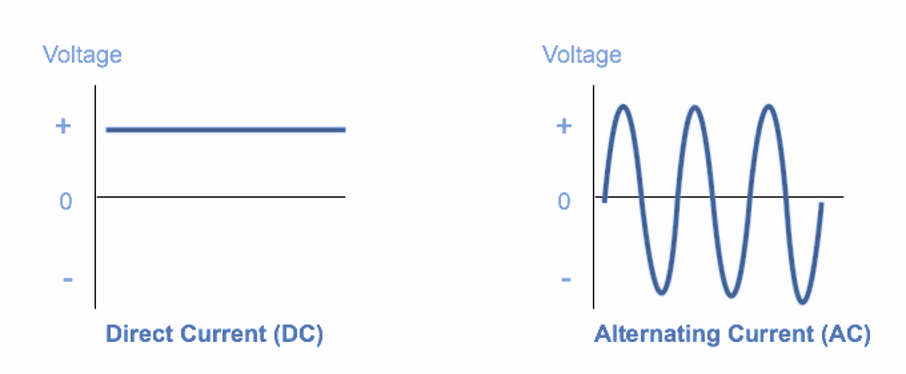 Voltage
+
0
-
Direct Current (DC)
Voltage
+
0
-
Alternating Current (AC)